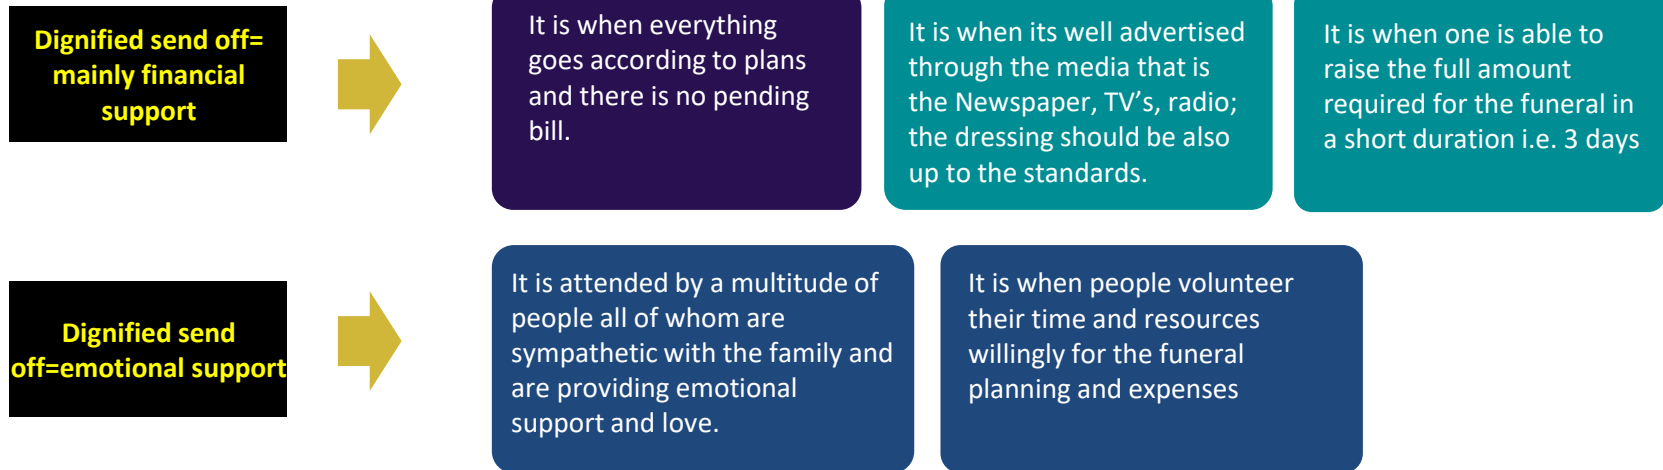 Dignified send off=
mainly financial
support
It is when everything
goes according to plans
and there is no pending
bill.
It is when its well advertised
through the media that is
the Newspaper, TV’s, radio;
the dressing should be also
up to the standards.
It is when one is able to
raise the full amount
required for the funeral in
a short duration i.e. 3 days
Dignified send
off=emotional support
It is attended by a multitude of
people all of whom are
sympathetic with the family and
are providing emotional
support and love.
It is when people volunteer
their time and resources
willingly for the funeral
planning and expenses